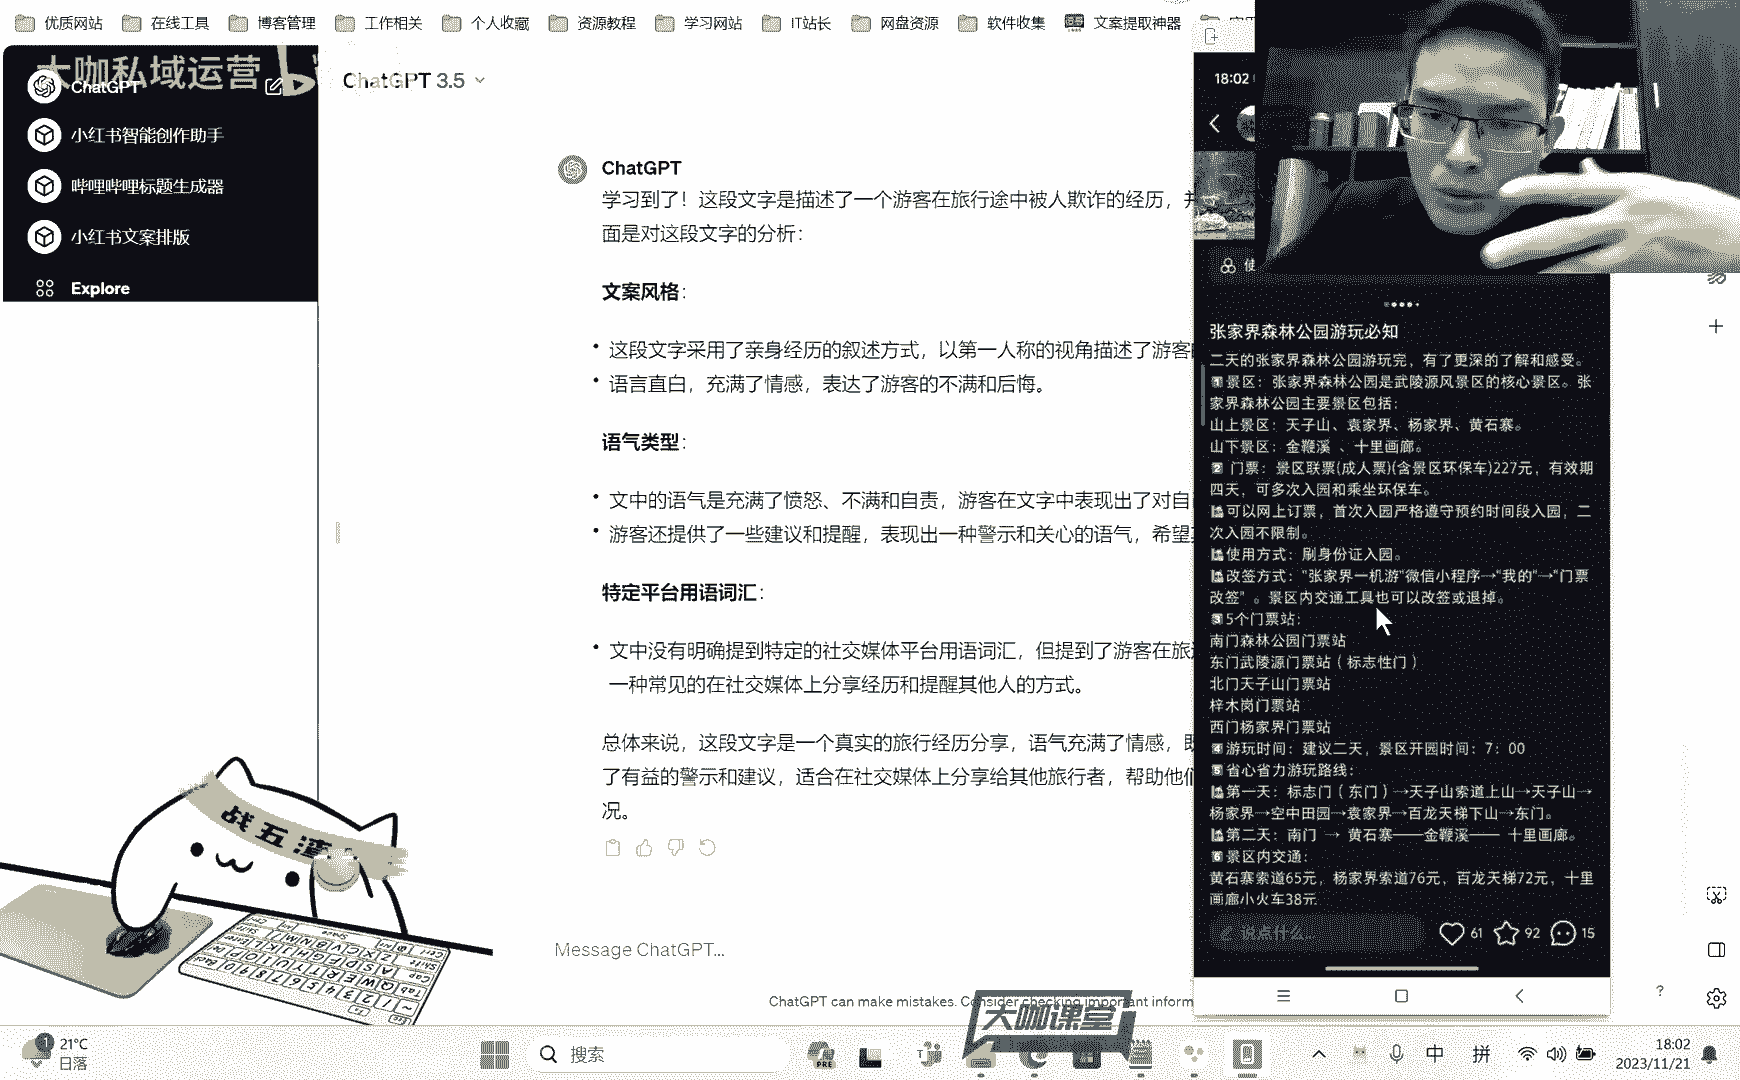 优质网站 在线工具 博客管理 工作相关 个人收藏 资源教程 学习网站 IT站长 网盘资源 软件收集 文案提取神器
大咖私域运营
ChatGPT
小红书智能创作助手
哔哩哔哩标题生成器
小红书文案排版
Explore
ChatGPT 3.5
ChatGPT
学习到了！这段文字是描述了一个游客在旅行途中被人欺诈的经历，并
面是对这段文字的分析：
文案风格：
• 这段文字采用了亲身经历的叙述方式，以第一人称的视角描述了游客
• 语言直白，充满了情感，表达了游客的不满和后悔。
语气类型：
• 文中的语气是充满了愤怒、不满和自责，游客在文字中表现出了对自
• 游客还提供了一些建议和提醒，表现出一种警示和关心的语气，希望
特定平台用语词汇：
• 文中没有明确提到特定的社交媒体平台用语词汇，但提到了游客在旅
一种常见的在社交媒体上分享经历和提醒其他人的方式。
总体来说，这段文字是一个真实的旅行经历分享，语气充满了情感，既
了有益的警示和建议，适合在社交媒体上分享给其他旅行者，帮助他们
况。
Message ChatGPT...
ChatGPT can make mistakes. Consider checking important inform
18:02
使
张家界森林公园游玩必知
二天的张家界森林公园游玩完，有了更深的了解和感受。
1景区：张家界森林公园是武陵源风景区的核心景区。张
家界森林公园主要景区包括：
山上景区：天子山、袁家界、杨家界、黄石寨。
山下景区：金鞭溪 、十里画廊。
2 门票：景区联票(成人票)(含景区环保车)227元，有效期
四天，可多次入园和乘坐环保车。
可以网上订票，首次入园严格遵守预约时间段入园，二
次入园不限制。
使用方式：刷身份证入园。
改签方式："张家界一机游"微信小程序→"我的"→"门票
改签" 。景区内交通工具也可以改签或退掉。
3 5个门票站：
南门森林公园门票站
东门武陵源门票站（标志性门）
北门天子山门票站
梓木岗门票站
西门杨家界门票站
4游玩时间：建议二天，景区开园时间：7：00
5省心省力游玩路线：
第一天：标志门（东门）→天子山索道上山→天子山→
杨家界→空中田园→袁家界→百龙天梯下山→东门。
第二天：南门 → 黄石寨——金鞭溪—— 十里画廊。
6景区内交通：
黄石寨索道65元，杨家界索道76元，百龙天梯72元，十里
画廊小火车38元
说点什么...
61 92 15
战五渣
大咖课堂
21°C
日落
搜索
PRE
中
拼
18:02
2023/11/21